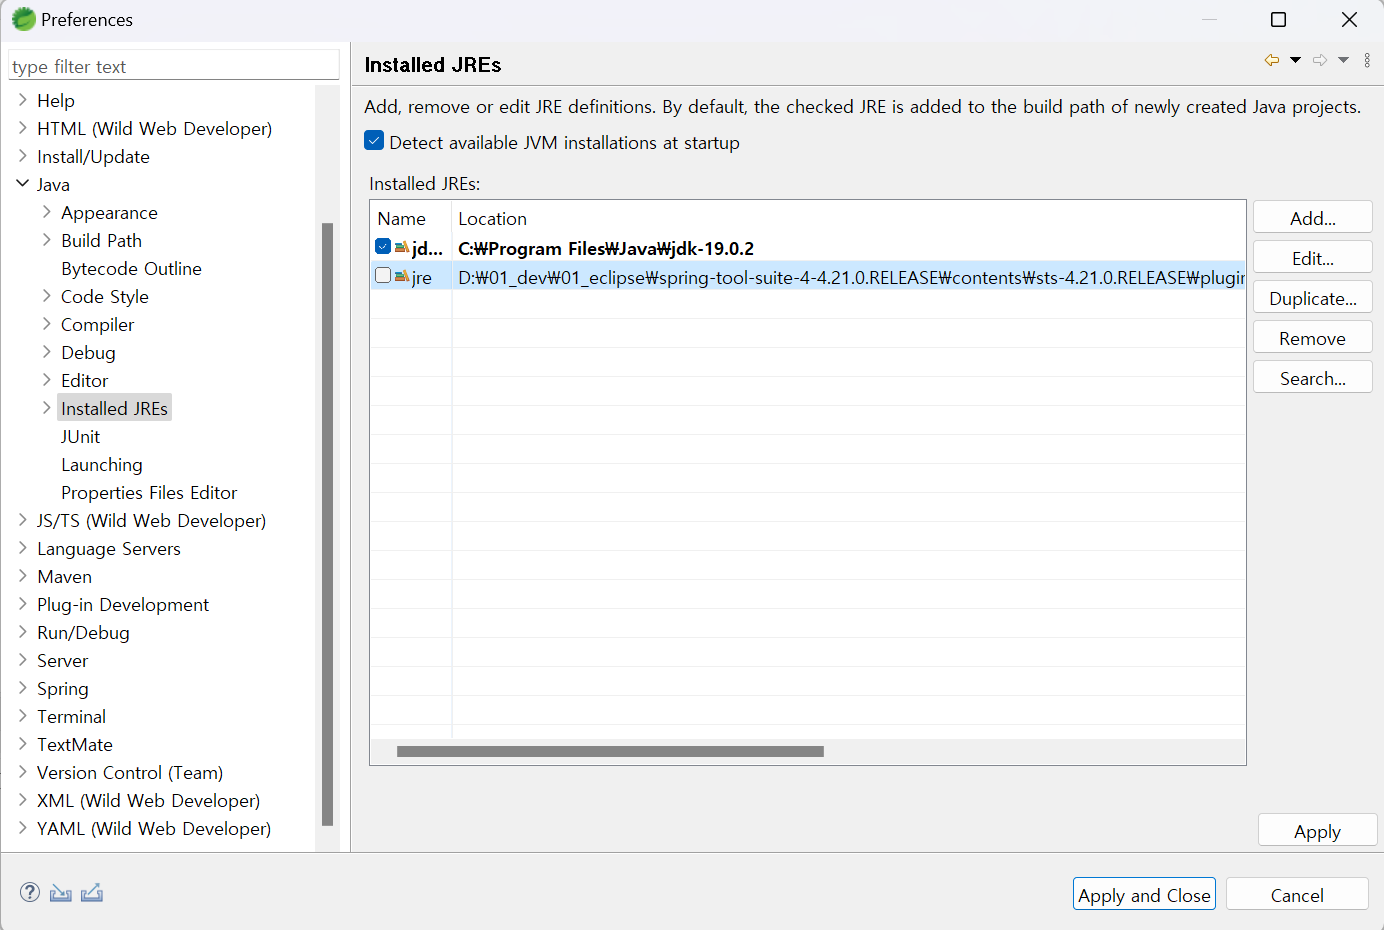 Preferences
type filter text
Help
HTML (Wild Web Developer)
Install/Update
Java
Appearance
Build Path
Bytecode Outline
Code Style
Compiler
Debug
Editor
Installed JREs
JUnit
Launching
Properties Files Editor
JS/TS (Wild Web Developer)
Language Servers
Maven
Plug-in Development
Run/Debug
Server
Spring
Terminal
TextMate
Version Control (Team)
XML (Wild Web Developer)
YAML (Wild Web Developer)
Installed JREs
Add, remove or edit JRE definitions. By default, the checked JRE is added to the build path of newly created Java projects.
Detect available JVM installations at startup
Installed JREs:
Name Location
jd... C:₩Program Files₩Java₩jdk-19.0.2
jre D:₩01_dev₩01_eclipse₩spring-tool-suite-4-4.21.0.RELEASE₩contents₩sts-4.21.0.RELEASE₩plugin
Add...
Edit...
Duplicate...
Remove
Search...
Apply
Apply and Close
Cancel